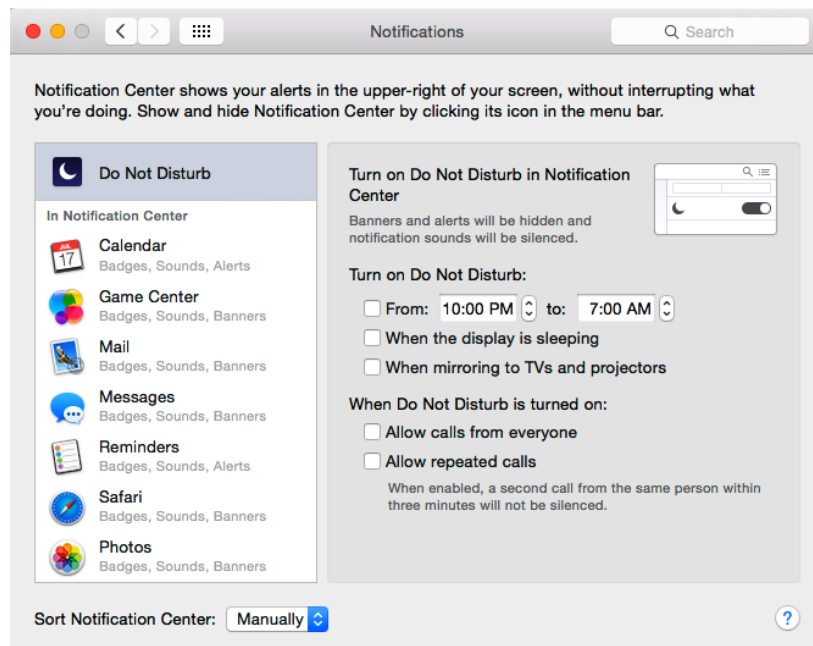 Notifications
Search
Notification Center shows your alerts in the upper-right of your screen, without interrupting what
you're doing. Show and hide Notification Center by clicking its icon in the menu bar.
Do Not Disturb
In Notification Center
JUL
17
Calendar
Badges, Sounds, Alerts
Game Center
Badges, Sounds, Banners
Mail
Badges, Sounds, Banners
Messages
Badges, Sounds, Banners
Reminders
Badges, Sounds, Alerts
Safari
Badges, Sounds, Banners
Photos
Badges, Sounds, Banners
Turn on Do Not Disturb in Notification
Center
Banners and alerts will be hidden and
notification sounds will be silenced.
Turn on Do Not Disturb:
From: 10:00 PM to: 7:00 AM
When the display is sleeping
When mirroring to TVs and projectors
When Do Not Disturb is turned on:
Allow calls from everyone
Allow repeated calls
When enabled, a second call from the same person within
three minutes will not be silenced.
Sort Notification Center: Manually
?